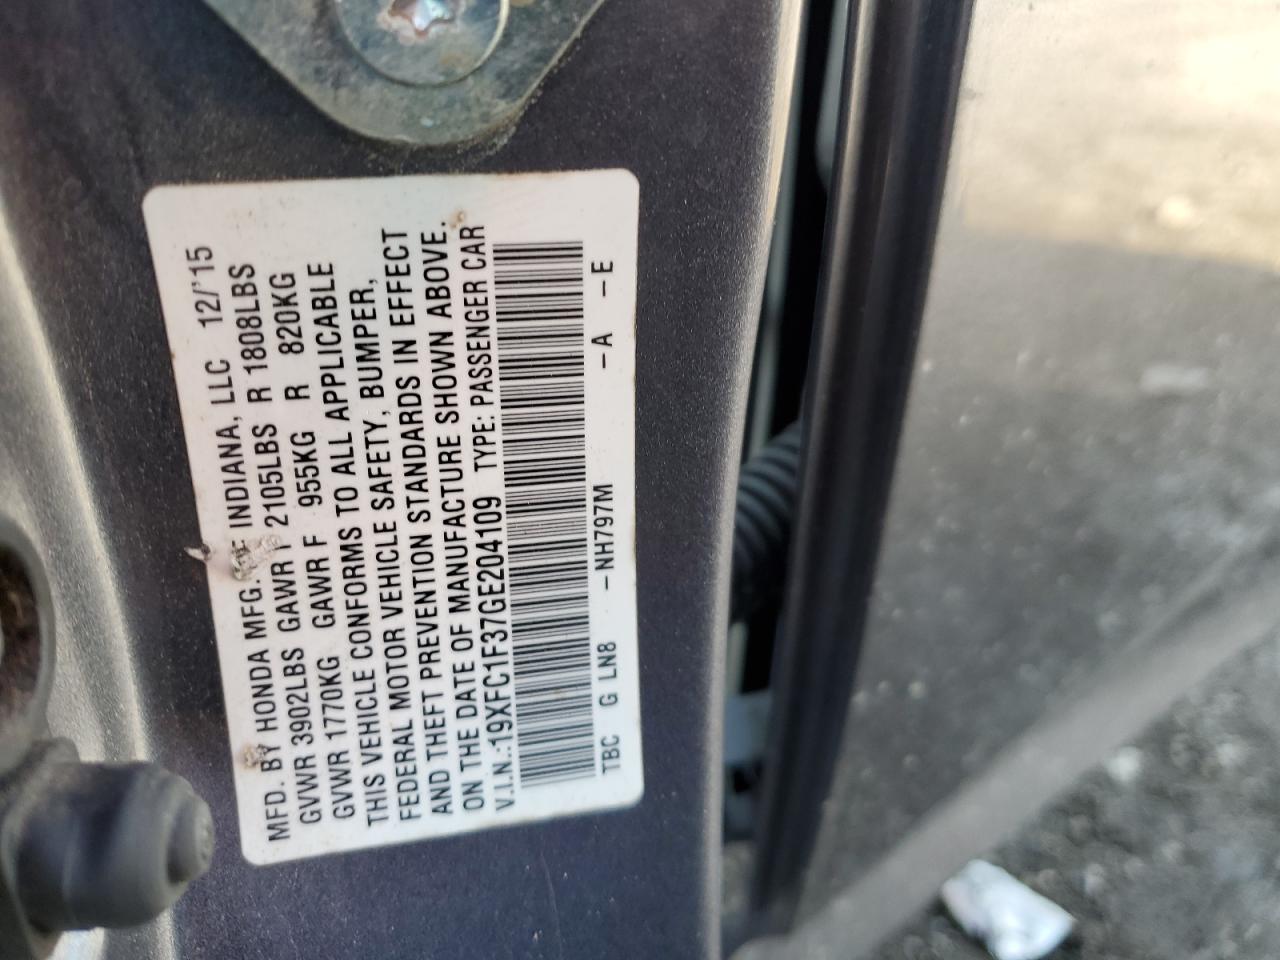 MFD. BY HONDA MFG. OF INDIANA, LLC 12/'15
GVWR 3902LBS GAWR F 2105LBS R 1808LBS
GVWR 1770KG GAWR F 955KG R 820KG
THIS VEHICLE CONFORMS TO ALL APPLICABLE
FEDERAL MOTOR VEHICLE SAFETY, BUMPER,
AND THEFT PREVENTION STANDARDS IN EFFECT
ON THE DATE OF MANUFACTURE SHOWN ABOVE.
V.I.N.:19XFC1F37GE204109 TYPE: PASSENGER CAR
TBC G LN8 -NH797M -A -E